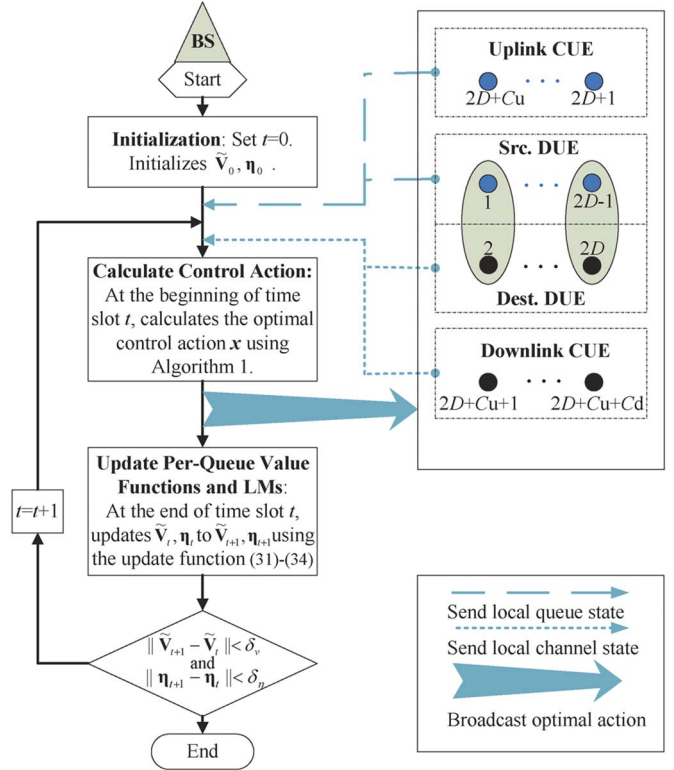 BS
Start
Initialization: Set t=0.
Initializes Ṽ₀, η₀ .
Calculate Control Action:
At the beginning of time
slot t, calculates the optimal
control action x using
Algorithm 1.
Update Per-Queue Value
Functions and LMs:
At the end of time slot t,
updates Ṽₜ, ηₜ to Ṽₜ₊₁, ηₜ₊₁ using
the update function (31)-(34)
t=t+1
|| Ṽₜ₊₁ − Ṽₜ ||< δᵥ
and
|| ηₜ₊₁ − ηₜ ||< δ_η
End
Uplink CUE
2D+Cu 2D+1
Src. DUE
1 2D-1
2 2D
Dest. DUE
Downlink CUE
2D+Cu+1 2D+Cu+Cd
Send local queue state
Send local channel state
Broadcast optimal action